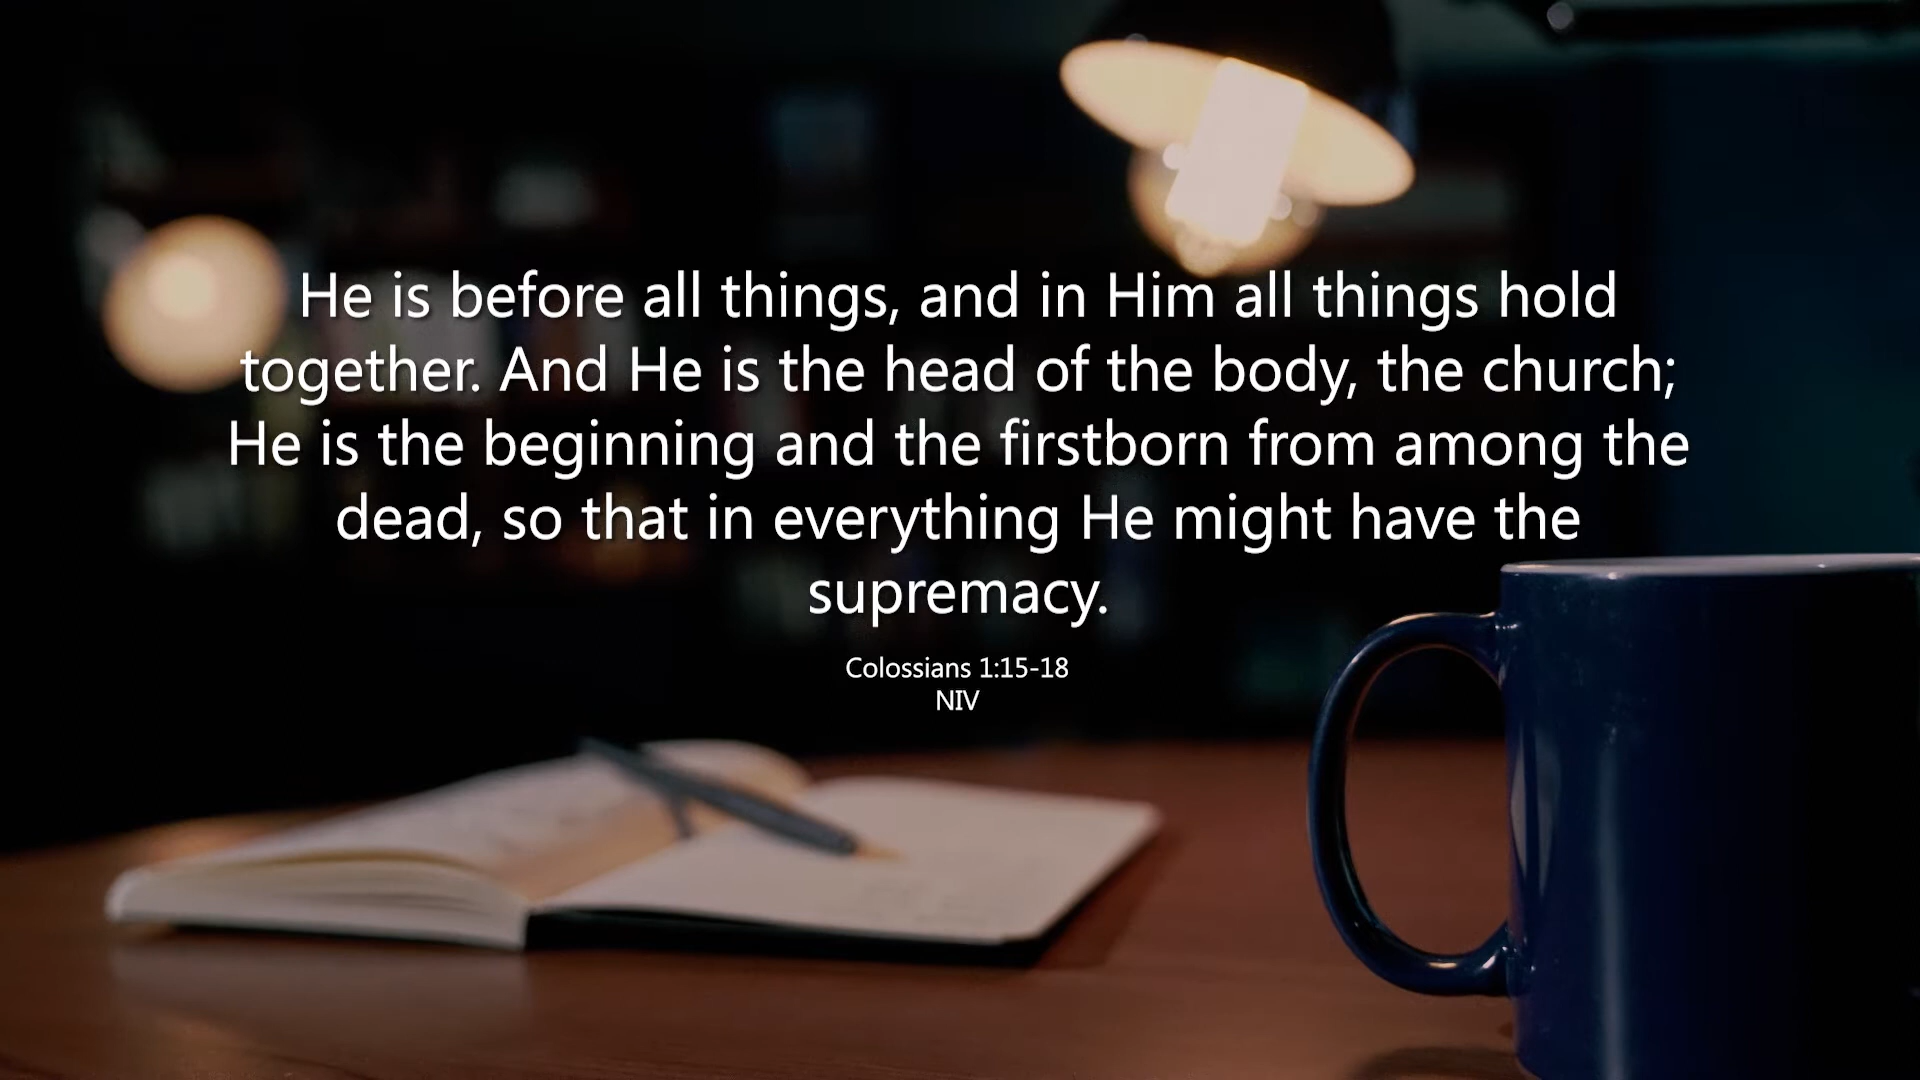 He is before all things, and in Him all things hold
together. And He is the head of the body, the church;
He is the beginning and the firstborn from among the
dead, so that in everything He might have the
supremacy.
Colossians 1:15-18
NIV